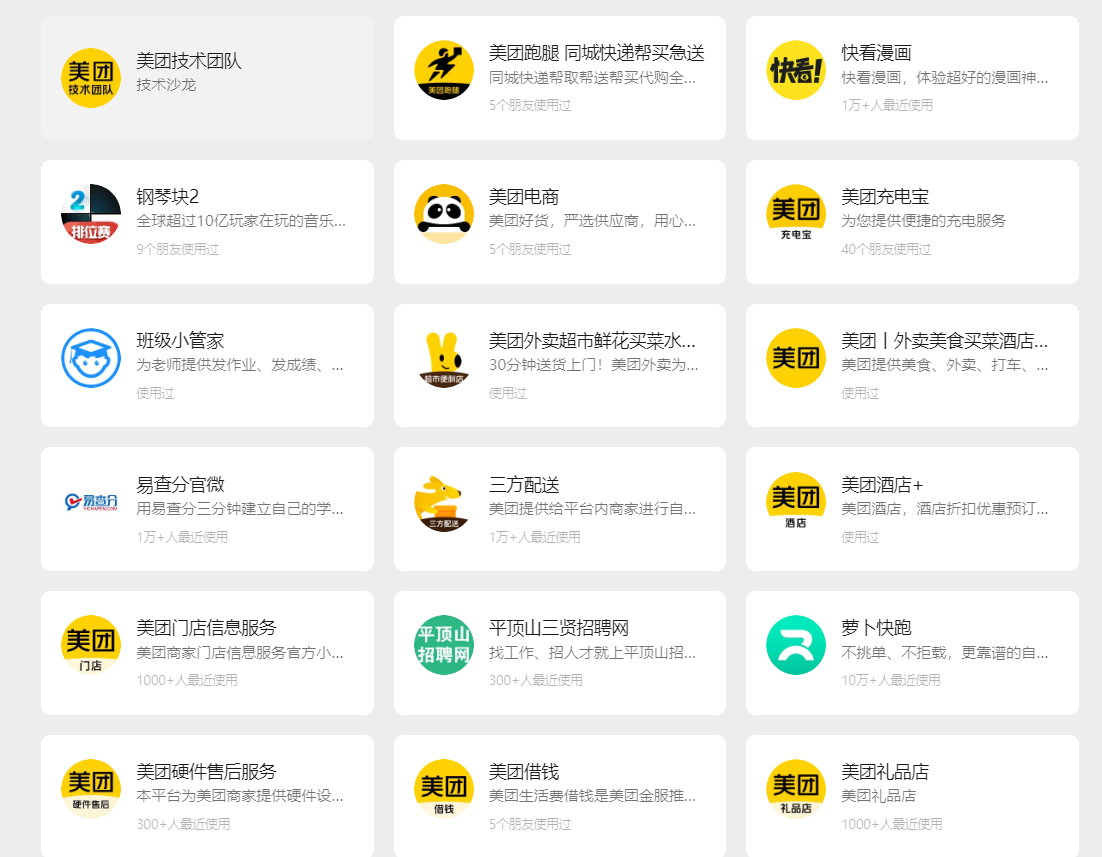 美团
技术团队
美团技术团队
技术沙龙
美团跑腿
美团跑腿 同城快递帮买急送
同城快递帮取帮送帮买代购全...
5个朋友使用过
快看!
快看漫画
快看漫画，体验超好的漫画神...
1万+人最近使用
2
排位赛
钢琴块2
全球超过10亿玩家在玩的音乐...
9个朋友使用过
美团电商
美团好货，严选供应商，用心...
5个朋友使用过
美团
充电宝
美团充电宝
为您提供便捷的充电服务
40个朋友使用过
班级小管家
为老师提供发作业、发成绩、...
使用过
超市便利店
美团外卖超市鲜花买菜水...
30分钟送货上门！美团外卖为...
使用过
美团
美团丨外卖美食买菜酒店...
美团提供美食、外卖、打车、...
使用过
易查分
YICHAFEN.COM
易查分官微
用易查分三分钟建立自己的学...
1万+人最近使用
三方配送
三方配送
美团提供给平台内商家进行自...
1万+人最近使用
美团
酒店
美团酒店+
美团酒店，酒店折扣优惠预订...
使用过
美团
门店
美团门店信息服务
美团商家门店信息服务官方小...
1000+人最近使用
平顶山
招聘网
平顶山三贤招聘网
找工作、招人才就上平顶山招...
300+人最近使用
萝卜快跑
不挑单、不拒载，更靠谱的自...
10万+人最近使用
美团
硬件售后
美团硬件售后服务
本平台为美团商家提供硬件设...
300+人最近使用
美团
借钱
美团借钱
美团生活费借钱是美团金服推...
5个朋友使用过
美团
礼品店
美团礼品店
美团礼品店
1000+人最近使用